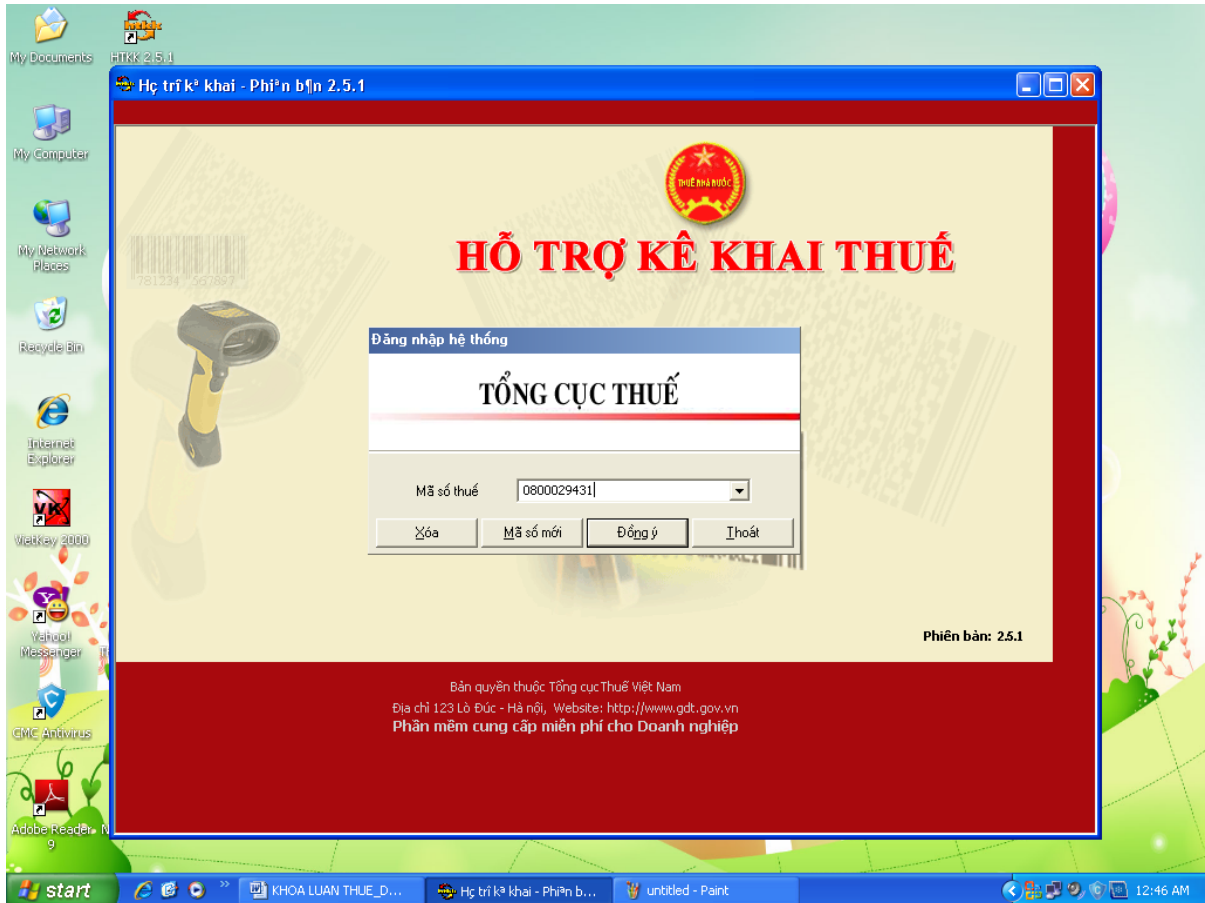 My Documents
HTKK 2.5.1
Hç trî kª khai - Phiªn b¶n 2.5.1
My Computer
THUẾ NHÀ NƯỚC
HỖ TRỢ KÊ KHAI THUẾ
My Network
Places
781234 567897
Recycle Bin
Đăng nhập hệ thống
TỔNG CỤC THUẾ
Internet
Explorer
Mã số thuế
0800029431
Xóa
Mã số mới
Đồng ý
Thoát
VK
VietKey 2000
Yahoo!
Messenger
Phiên bản: 2.5.1
Bản quyền thuộc Tổng cục Thuế Việt Nam
Địa chỉ 123 Lò Đúc - Hà nội, Website: http://www.gdt.gov.vn
Phần mềm cung cấp miễn phí cho Doanh nghiệp
CMC Antivirus
Adobe Reader
9
start
KHOA LUAN THUE_D...
Hç trî kª khai - Phiªn b...
untitled - Paint
12:46 AM